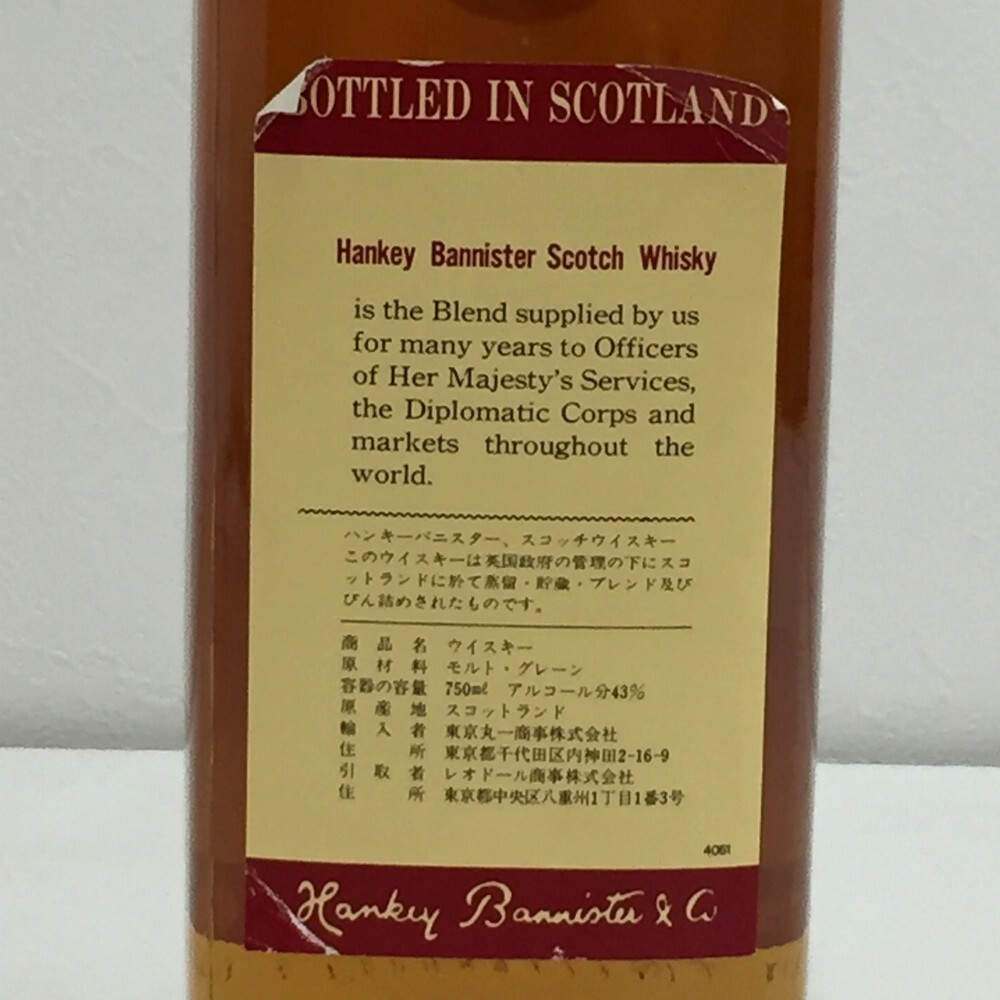 BOTTLED IN SCOTLAND
Hankey Bannister Scotch Whisky
is the Blend supplied by us
for many years to Officers
of Her Majesty's Services,
the Diplomatic Corps and
markets throughout the
world.
ハンキーバニスター、スコッチウイスキー
このウイスキーは英国政府の管理の下にスコ
ットランドに於て蒸留・貯蔵・ブレンド及び
びん詰めされたものです。
商品名 ウイスキー
原材料 モルト・グレーン
容器の容量 750ml アルコール分43%
原産地 スコットランド
輸入者 東京丸一商事株式会社
住所 東京都千代田区内神田2-16-9
引取者 レオドール商事株式会社
住所 東京都中央区八重州1丁目1番3号
4051
Hankey Bannister & Co